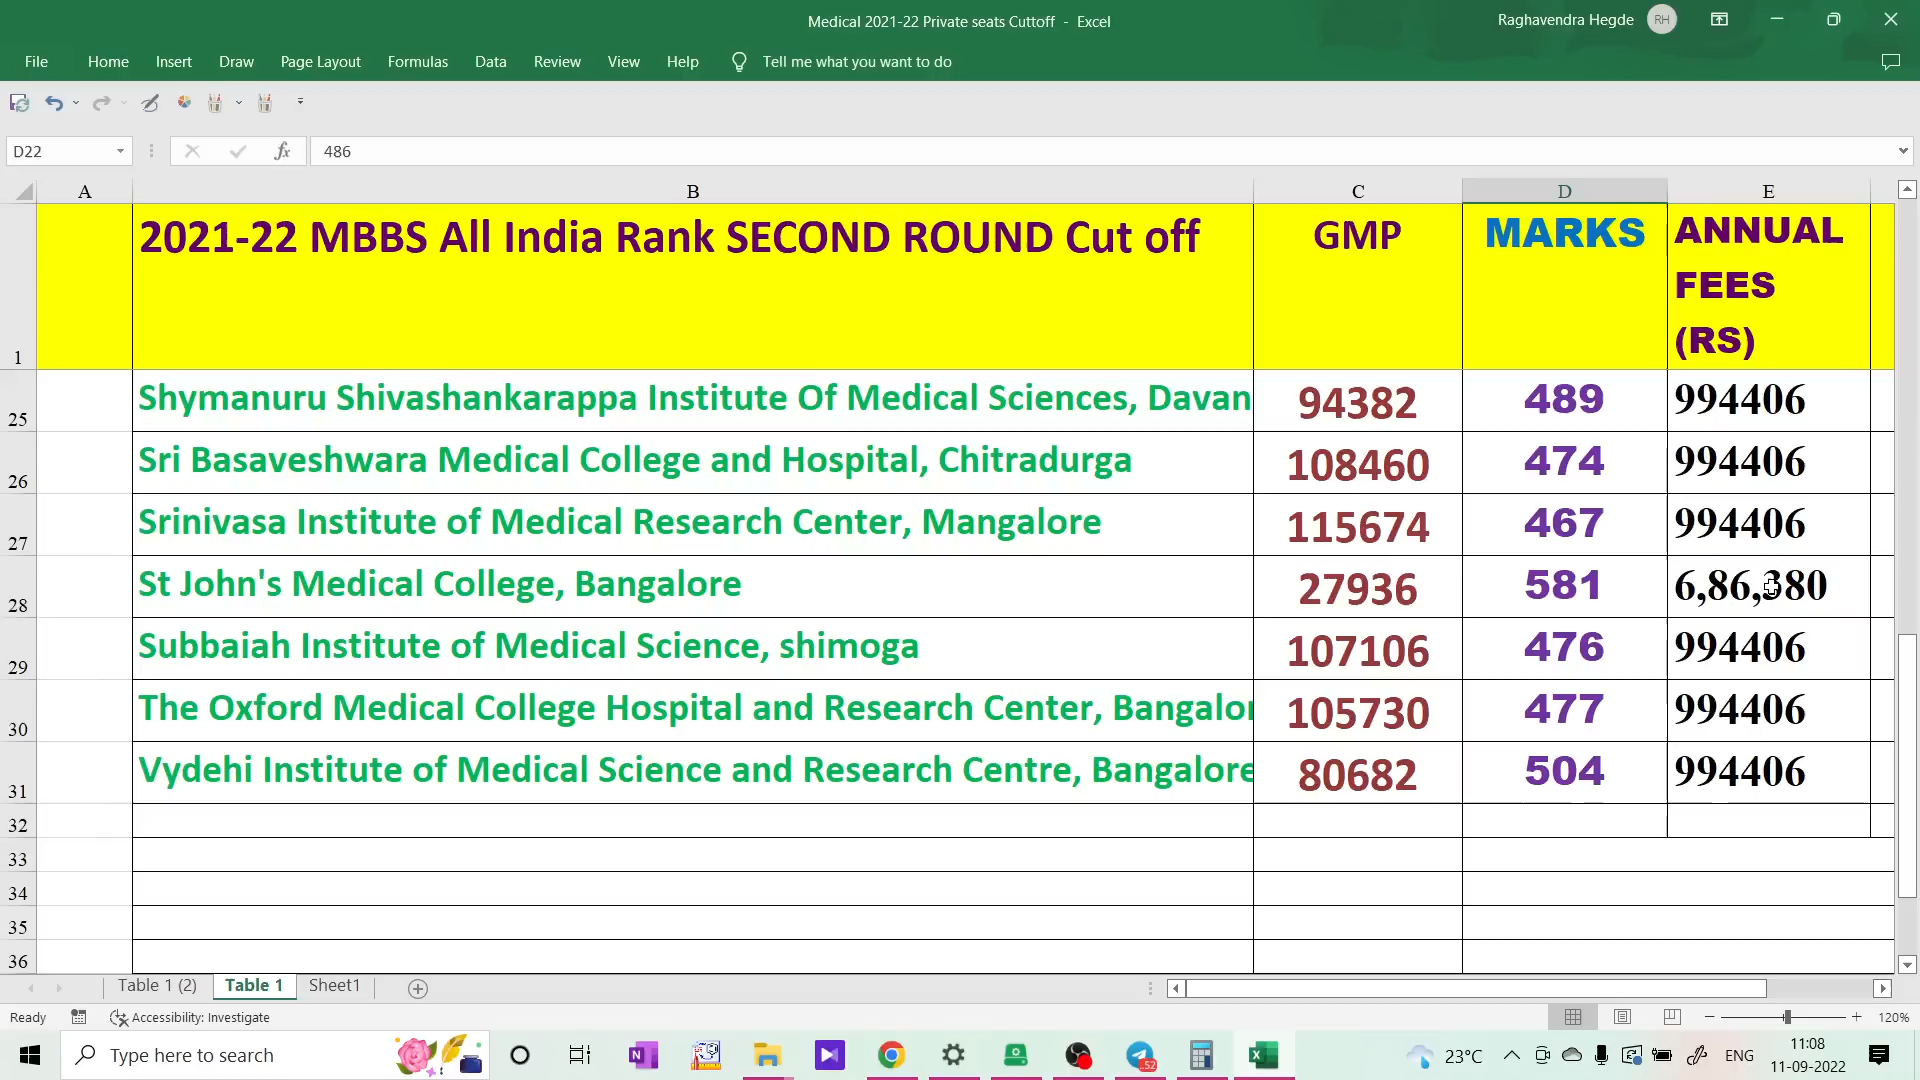 Medical 2021-22 Private seats Cuttoff - Excel
Raghavendra Hegde RH
File Home Insert Draw Page Layout Formulas Data Review View Help Tell me what you want to do
D22 fx 486
A B C D E
1 2021-22 MBBS All India Rank SECOND ROUND Cut off GMP MARKS ANNUAL
FEES
(RS)
25 Shymanuru Shivashankarappa Institute Of Medical Sciences, Davan 94382 489 994406
26 Sri Basaveshwara Medical College and Hospital, Chitradurga 108460 474 994406
27 Srinivasa Institute of Medical Research Center, Mangalore 115674 467 994406
28 St John's Medical College, Bangalore 27936 581 6,86,380
29 Subbaiah Institute of Medical Science, shimoga 107106 476 994406
30 The Oxford Medical College Hospital and Research Center, Bangalor 105730 477 994406
31 Vydehi Institute of Medical Science and Research Centre, Bangalore 80682 504 994406
32
33
34
35
36
Table 1 (2) Table 1 Sheet1
Ready Accessibility: Investigate 120%
Type here to search 23°C ENG 11:08
11-09-2022